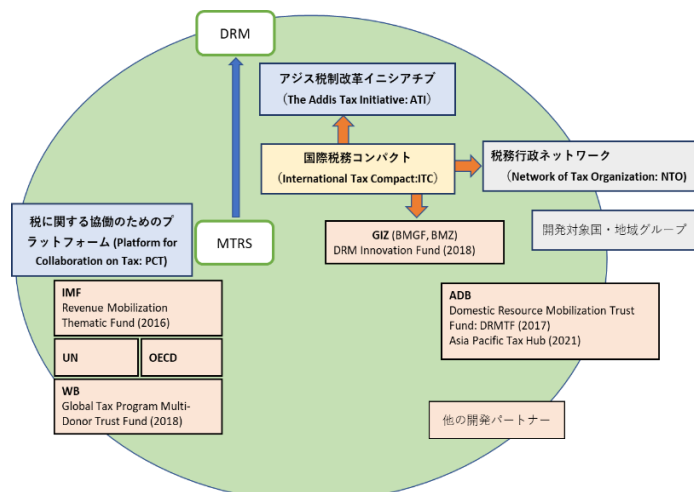 DRM
アジス税制改革イニシアチブ
（The Addis Tax Initiative: ATI）
国際税務コンパクト
（International Tax Compact:ITC）
税務行政ネットワーク
（Network of Tax Organization: NTO）
税に関する協働のためのプ
ラットフォーム (Platform for
Collaboration on Tax: PCT)
MTRS
GIZ (BMGF, BMZ)
DRM Innovation Fund (2018)
開発対象国・地域グループ
IMF
Revenue Mobilization
Thematic Fund (2016)
UN
OECD
WB
Global Tax Program Multi-
Donor Trust Fund (2018)
ADB
Domestic Resource Mobilization Trust
Fund: DRMTF (2017)
Asia Pacific Tax Hub (2021)
他の開発パートナー